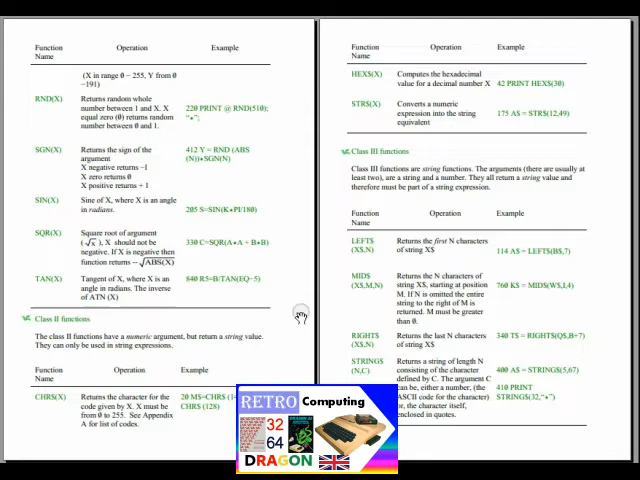 Function
Name
Operation
Example
(X in range 0 − 255, Y from 0
−191)
RND(X)
Returns random whole
number between 1 and X. X
equal zero (0) returns random
number between 0 and 1.
220 PRINT @ RND(510);
"•";
SGN(X)
Returns the sign of the
argument
X negative returns −1
X zero returns 0
X positive returns + 1
412 Y = RND (ABS
(N))•SGN(N)
SIN(X)
Sine of X, where X is an angle
in radians.
205 S=SIN(K•PI/180)
SQR(X)
Square root of argument
(√x), X should not be
negative. If X is negative then
function returns --√ABS(X)
330 C=SQR(A•A + B•B)
TAN(X)
Tangent of X, where X is an
angle in radians. The inverse
of ATN (X)
840 R5=B/TAN(EQ−5)
Class II functions
The class II functions have a numeric argument, but return a string value.
They can only be used in string expressions.
Function
Name
Operation
Example
CHR$(X)
Returns the character for the
code given by X. X must be
from 0 to 255. See Appendix
A for list of codes.
20 M$=CHR$
CHR$ (128)
Function
Name
Operation
Example
HEX$(X)
Computes the hexadecimal
value for a decimal number X
42 PRINT HEX$(30)
STR$(X)
Converts a numeric
expression into the string
equivalent
175 A$ = STR$(12,49)
Class III functions
Class III functions are string functions. The arguments (there are usually at
least two), are a string and a number. They all return a string value and
therefore must be part of a string expression.
Function
Name
Operation
Example
LEFT$
(X$,N)
Returns the first N characters
of string X$
114 A$ = LEFT$(B$,7)
MID$
(X$,M,N)
Returns the N characters of
string X$, starting at position
M. If N is omitted the entire
string to the right of M is
returned. M must be greater
than 0.
760 K$ = MID$(W$,I,4)
RIGHT$
(X$,N)
Returns the last N characters
of string X$
340 T$ = RIGHT$(Q$,B+7)
STRING$
(N,C)
Returns a string of length N
consisting of the character
defined by C. The argument C
can be, either a number, (the
ASCII code for the character)
or, the character itself,
enclosed in quotes.
400 A$ = STRING$(5,67)
410 PRINT
STRING$(32,"•")
RETRO Computing
32
64
DRAGON